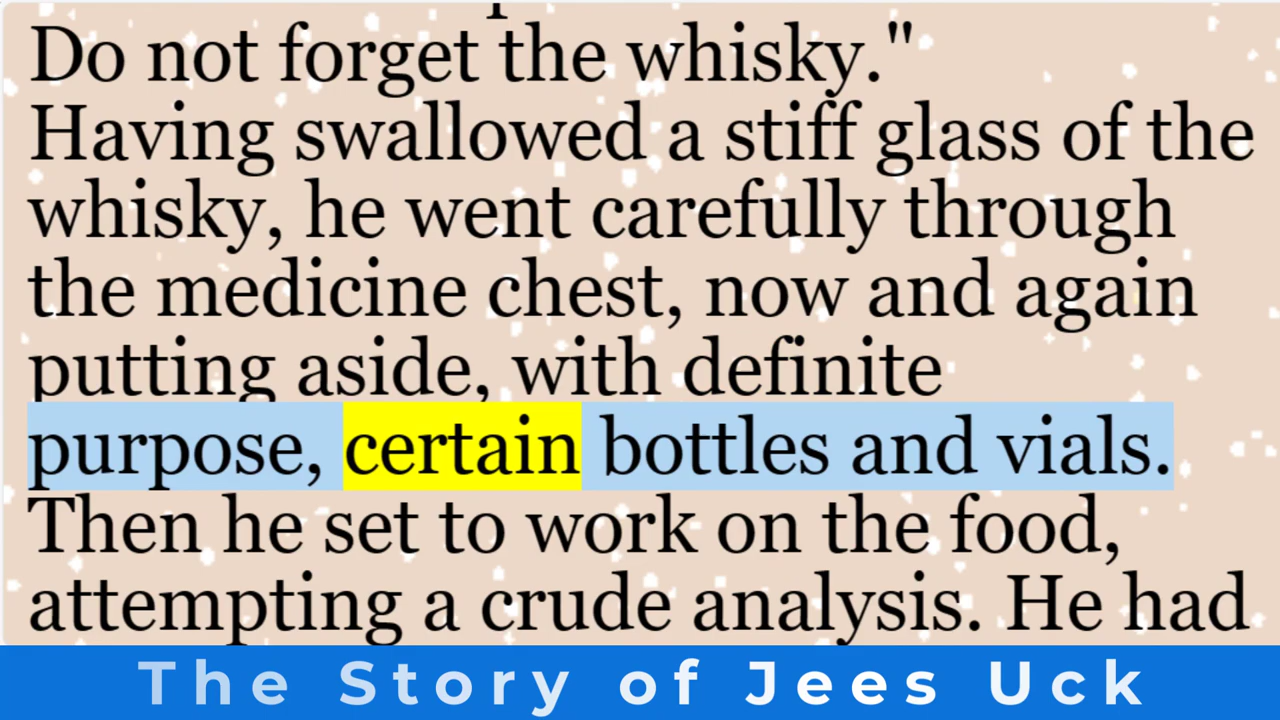 Do not forget the whisky."
Having swallowed a stiff glass of the
whisky, he went carefully through
the medicine chest, now and again
putting aside, with definite
purpose, certain bottles and vials.
Then he set to work on the food,
attempting a crude analysis. He had
The Story of Jees Uck